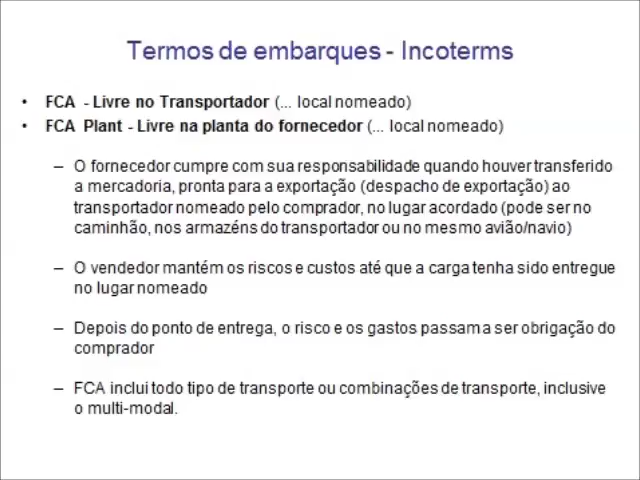 Termos de embarques - Incoterms
• FCA - Livre no Transportador (... local nomeado)
• FCA Plant - Livre na planta do fornecedor (... local nomeado)
– O fornecedor cumpre com sua responsabilidade quando houver transferido
a mercadoria, pronta para a exportação (despacho de exportação) ao
transportador nomeado pelo comprador, no lugar acordado (pode ser no
caminhão, nos armazéns do transportador ou no mesmo avião/navio)
– O vendedor mantém os riscos e custos até que a carga tenha sido entregue
no lugar nomeado
– Depois do ponto de entrega, o risco e os gastos passam a ser obrigação do
comprador
– FCA inclui todo tipo de transporte ou combinações de transporte, inclusive
o multi-modal.